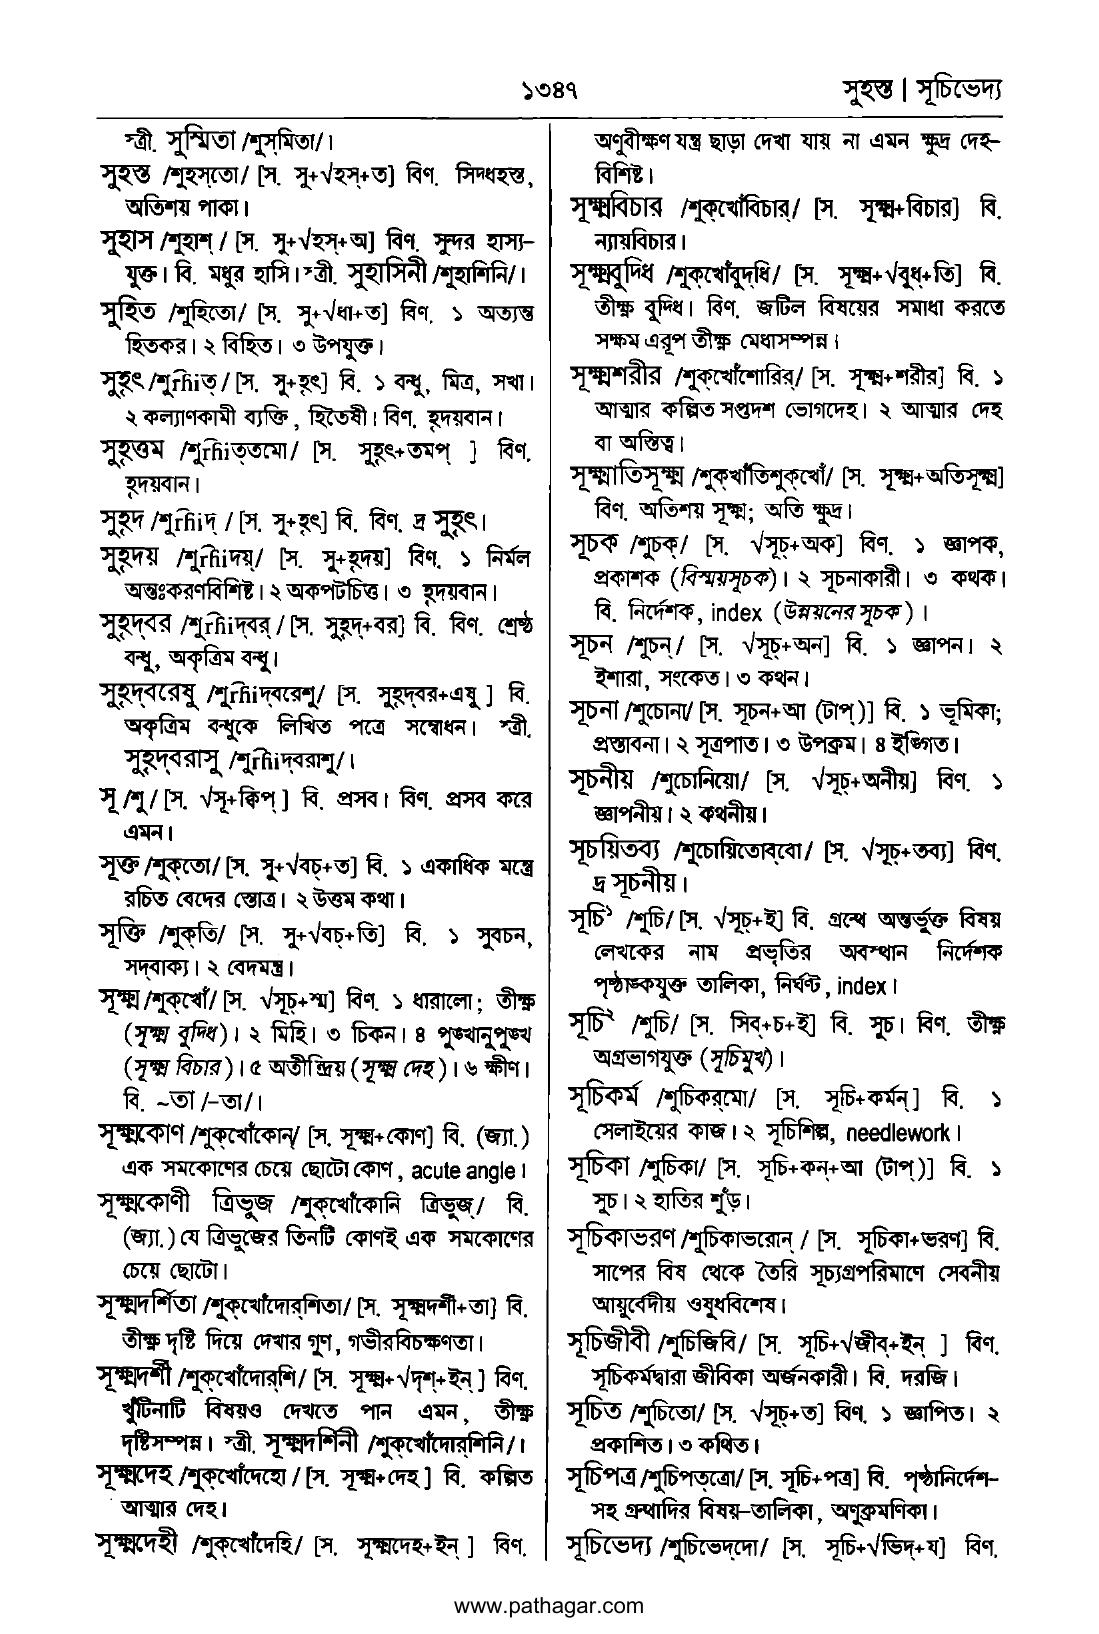 ১৩৪৭
সুহস্ত | সূচিভেদ্য
স্ত্রী. সুস্মিতা /শুস্‌মিতা/।
সুহস্ত /শুহস্‌তো/ [স. সু+√হস্‌+ত] বিণ. সিদ্ধহস্ত,
অতিশয় পাকা।
সুহাস /শুহাশ্‌ / [স. সু+√হস্‌+অ] বিণ. সুন্দর হাস্য–
যুক্ত। বি. মধুর হাসি। স্ত্রী. সুহাসিনী /শুহাশিনি/।
সুহিত /শুহিতো/ [স. সু+√ধা+ত] বিণ. ১ অত্যন্ত
হিতকর। ২ বিহিত। ৩ উপযুক্ত।
সুহৃৎ /শুr̂hiত্‌ / [স. সু+হৃৎ] বি. ১ বন্ধু, মিত্র, সখা।
২ কল্যাণকামী ব্যক্তি, হিতৈষী। বিণ. হৃদয়বান।
সুহৃত্তম /শুr̂hiত্‌তমো/ [স. সুহৃৎ+তমপ্‌ ] বিণ.
হৃদয়বান।
সুহৃদ /শুr̂hiদ্‌ / [স. সু+হৃৎ] বি. বিণ. দ্র সুহৃৎ।
সুহৃদয় /শুr̂hiদয়্‌/ [স. সু+হৃদয়] বিণ. ১ নির্মল
অন্তঃকরণবিশিষ্ট। ২ অকপটচিত্ত। ৩ হৃদয়বান।
সুহৃদ্‌বর /শুr̂hiদ্‌বর্‌ / [স. সুহৃদ্‌+বর] বি. বিণ. শ্রেষ্ঠ
বন্ধু, অকৃত্রিম বন্ধু।
সুহৃদ্‌বরেষু /শুr̂hiদ্‌বরেশু/ [স. সুহৃদ্‌বর+এষু ] বি.
অকৃত্রিম বন্ধুকে লিখিত পত্রে সম্বোধন। স্ত্রী.
সুহৃদ্‌বরাসু /শুr̂hiদ্‌বরাশু/।
সূ /শু/ [স. √সূ+ক্বিপ্‌ ] বি. প্রসব। বিণ. প্রসব করে
এমন।
সূক্ত /শুক্‌তো/ [স. সু+√বচ্‌+ত] বি. ১ একাধিক মন্ত্রে
রচিত বেদের স্তোত্র। ২ উত্তম কথা।
সূক্তি /শুক্‌তি/ [স. সু+√বচ্‌+তি] বি. ১ সুবচন,
সদ্‌বাক্য। ২ বেদমন্ত্র।
সূক্ষ্ম /শুক্‌খোঁ/ [স. √সূচ্‌+স্ম] বিণ. ১ ধারালো; তীক্ষ্ণ
(সূক্ষ্ম বুদ্ধি)। ২ মিহি। ৩ চিকন। ৪ পুঙ্খানুপুঙ্খ
(সূক্ষ্ম বিচার)। ৫ অতীন্দ্রিয় (সূক্ষ্ম দেহ)। ৬ ক্ষীণ।
বি. ~তা /–তা/।
সূক্ষ্মকোণ /শুক্‌খোঁকোন্‌/ [স. সূক্ষ্ম+কোণ] বি. (জ্যা.)
এক সমকোণের চেয়ে ছোটো কোণ, acute angle।
সূক্ষ্মকোণী ত্রিভুজ /শুক্‌খোঁকোনি ত্রিভুজ্‌/ বি.
(জ্যা.) যে ত্রিভুজের তিনটি কোণই এক সমকোণের
চেয়ে ছোটো।
সূক্ষ্মদর্শিতা /শুক্‌খোঁদোর্‌শিতা/ [স. সূক্ষ্মদর্শী+তা] বি.
তীক্ষ্ণ দৃষ্টি দিয়ে দেখার গুণ, গভীরবিচক্ষণতা।
সূক্ষ্মদর্শী /শুক্‌খোঁদোর্‌শি/ [স. সূক্ষ্ম+√দৃশ্‌+ইন্‌ ] বিণ.
খুঁটিনাটি বিষয়ও দেখতে পান এমন, তীক্ষ্ণ
দৃষ্টিসম্পন্ন। স্ত্রী. সূক্ষ্মদর্শিনী /শুক্‌খোঁদোর্‌শিনি/।
সূক্ষ্মদেহ /শুক্‌খোঁদেহো/ [স. সূক্ষ্ম+দেহ ] বি. কল্পিত
আত্মার দেহ।
সূক্ষ্মদেহী /শুক্‌খোঁদেহি/ [স. সূক্ষ্মদেহ+ইন্‌ ] বিণ.
অণুবীক্ষণ যন্ত্র ছাড়া দেখা যায় না এমন ক্ষুদ্র দেহ–
বিশিষ্ট।
সূক্ষ্মবিচার /শুক্‌খোঁবিচার্‌/ [স. সূক্ষ্ম+বিচার] বি.
ন্যায়বিচার।
সূক্ষ্মবুদ্ধি /শুক্‌খোঁবুদ্‌ধি/ [স. সূক্ষ্ম+√বুধ্‌+তি] বি.
তীক্ষ্ণ বুদ্ধি। বিণ. জটিল বিষয়ের সমাধা করতে
সক্ষম এরূপ তীক্ষ্ণ মেধাসম্পন্ন।
সূক্ষ্মশরীর /শুক্‌খোঁশোরির্‌/ [স. সূক্ষ্ম+শরীর] বি. ১
আত্মার কল্পিত সপ্তদশ ভোগদেহ। ২ আত্মার দেহ
বা অস্তিত্ব।
সূক্ষ্মাতিসূক্ষ্ম /শুক্‌খাঁতিশুক্‌খোঁ/ [স. সূক্ষ্ম+অতিসূক্ষ্ম]
বিণ. অতিশয় সূক্ষ্ম; অতি ক্ষুদ্র।
সূচক /শুচক্‌/ [স. √সূচ্‌+অক] বিণ. ১ জ্ঞাপক,
প্রকাশক (বিস্ময়সূচক)। ২ সূচনাকারী। ৩ কথক।
বি. নির্দেশক, index (উন্নয়নের সূচক)।
সূচন /শুচন্‌/ [স. √সূচ্‌+অন] বি. ১ জ্ঞাপন। ২
ইশারা, সংকেত। ৩ কথন।
সূচনা /শুচোনা/ [স. সূচন+আ (টাপ্‌)] বি. ১ ভূমিকা;
প্রস্তাবনা। ২ সূত্রপাত। ৩ উপক্রম। ৪ ইঙ্গিত।
সূচনীয় /শুচোনিয়ো/ [স. √সূচ্‌+অনীয়] বিণ. ১
জ্ঞাপনীয়। ২ কথনীয়।
সূচয়িতব্য /শুচোয়িতোব্‌বো/ [স. √সূচ্‌+তব্য] বিণ.
দ্র সূচনীয়।
সূচি১ /শুচি/ [স. √সূচ্‌+ই] বি. গ্রন্থে অন্তর্ভুক্ত বিষয়
লেখকের নাম প্রভৃতির অবস্থান নির্দেশক
পৃষ্ঠাঙ্কযুক্ত তালিকা, নির্ঘণ্ট, index।
সূচি২ /শুচি/ [স. সিব্‌+চ+ই] বি. সুচ। বিণ. তীক্ষ্ণ
অগ্রভাগযুক্ত (সূচিমুখ)।
সূচিকর্ম /শুচিকর্‌মো/ [স. সূচি+কর্মন্‌] বি. ১
সেলাইয়ের কাজ। ২ সূচিশিল্প, needlework।
সূচিকা /শুচিকা/ [স. সূচি+কন্‌+আ (টাপ্‌)] বি. ১
সুচ। ২ হাতির শুঁড়।
সূচিকাভরণ /শুচিকাভরোন্‌ / [স. সূচিকা+ভরণ] বি.
সাপের বিষ থেকে তৈরি সূচ্যগ্রপরিমাণে সেবনীয়
আয়ুর্বেদীয় ওষুধবিশেষ।
সূচিজীবী /শুচিজিবি/ [স. সূচি+√জীব্‌+ইন্‌ ] বিণ.
সূচিকর্মদ্বারা জীবিকা অর্জনকারী। বি. দরজি।
সূচিত /শুচিতো/ [স. √সূচ্‌+ত] বিণ. ১ জ্ঞাপিত। ২
প্রকাশিত। ৩ কথিত।
সূচিপত্র /শুচিপত্‌ত্রো/ [স. সূচি+পত্র] বি. পৃষ্ঠানির্দেশ–
সহ গ্রন্থাদির বিষয়–তালিকা, অণুক্রমণিকা।
সূচিভেদ্য /শুচিভেদ্‌দো/ [স. সূচি+√ভিদ্‌+য] বিণ.
www.pathagar.com